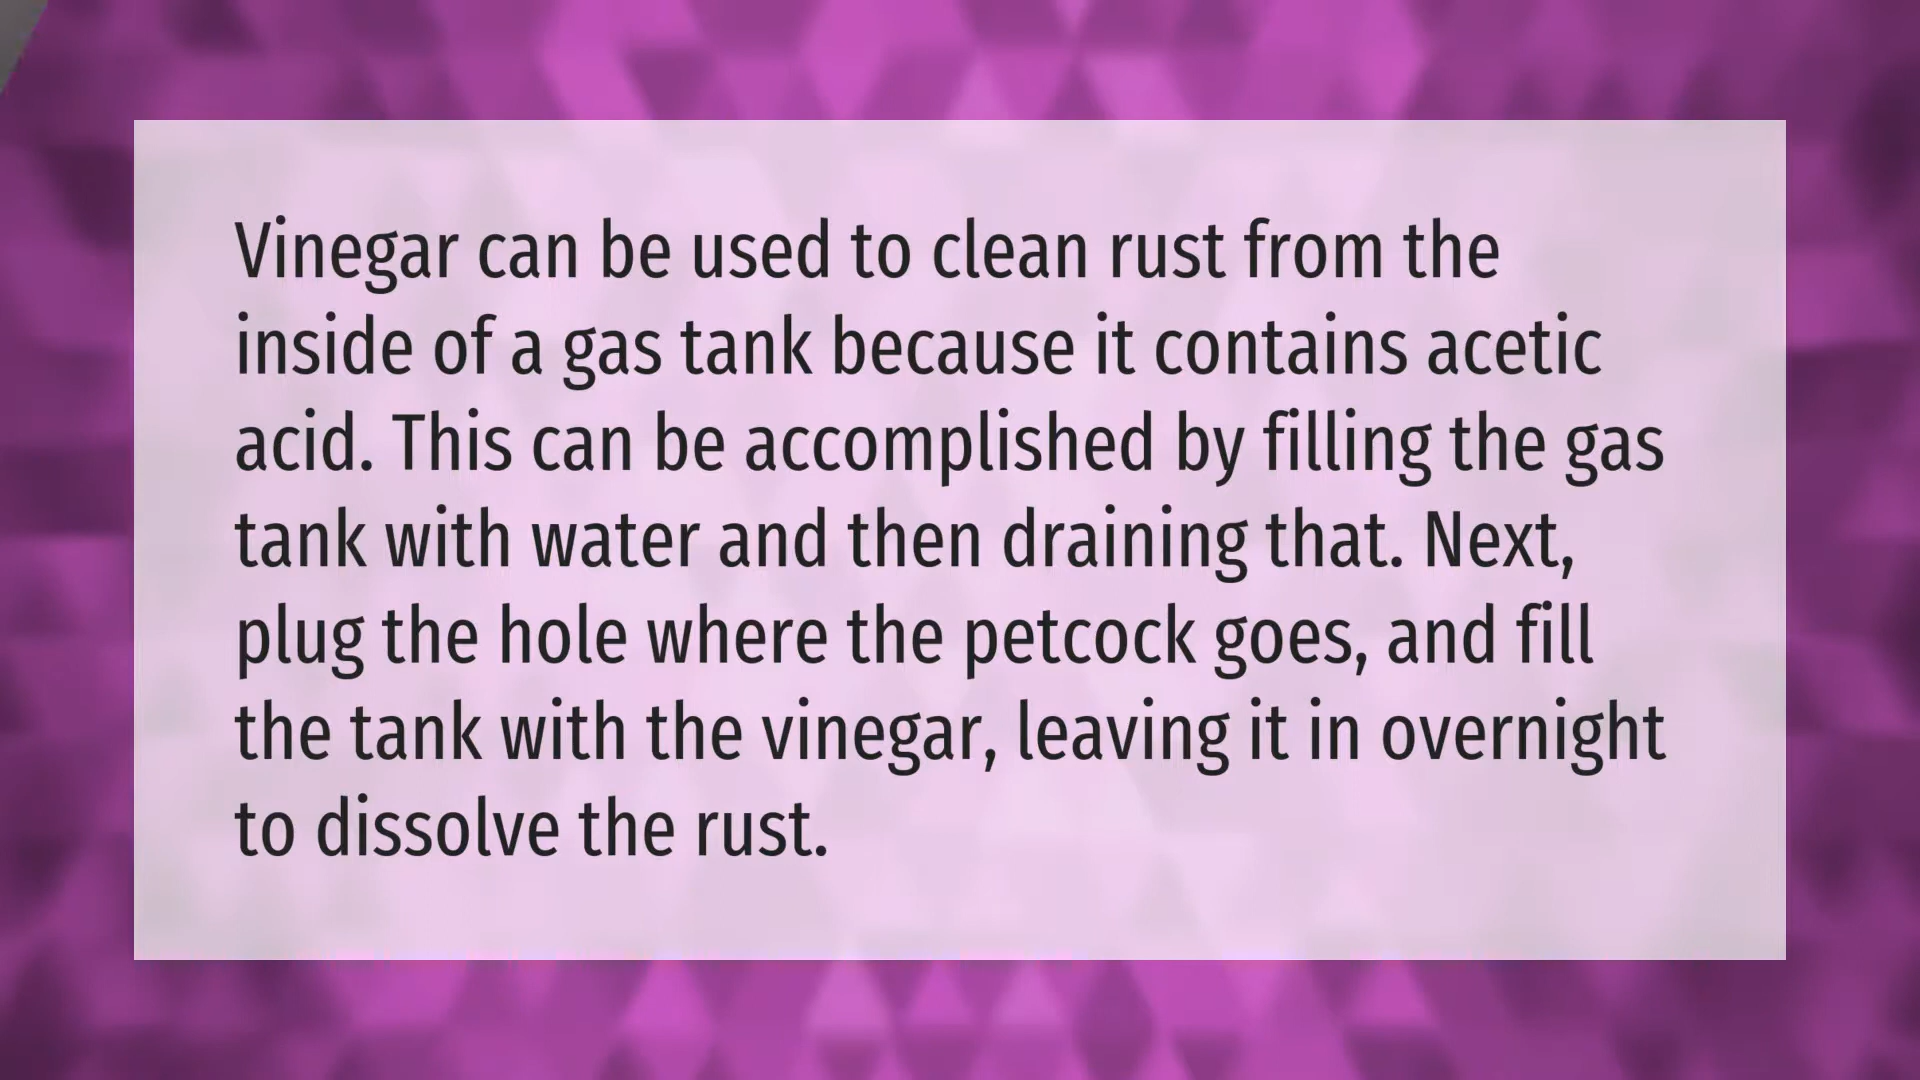 Vinegar can be used to clean rust from the
inside of a gas tank because it contains acetic
acid. This can be accomplished by filling the gas
tank with water and then draining that. Next,
plug the hole where the petcock goes, and fill
the tank with the vinegar, leaving it in overnight
to dissolve the rust.